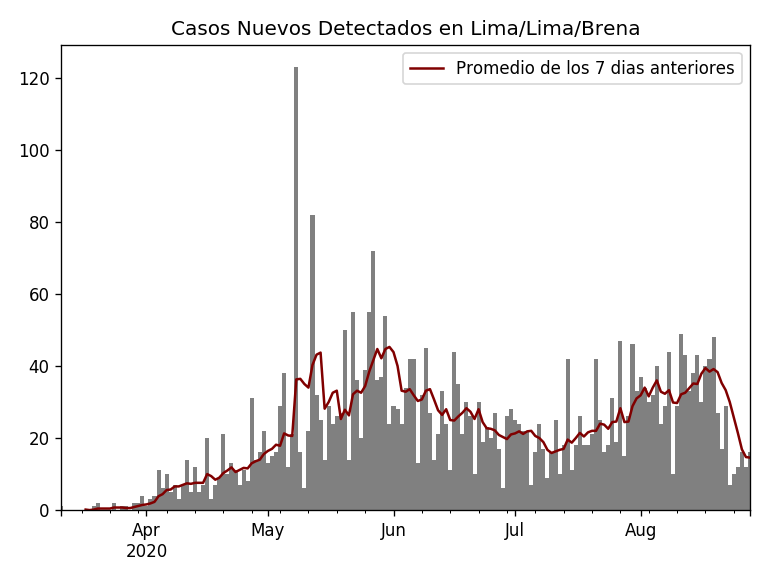 Casos Nuevos Detectados en Lima/Lima/Brena
Promedio de los 7 dias anteriores
120
100
80
60
40
20
0
Apr
2020
May
Jun
Jul
Aug